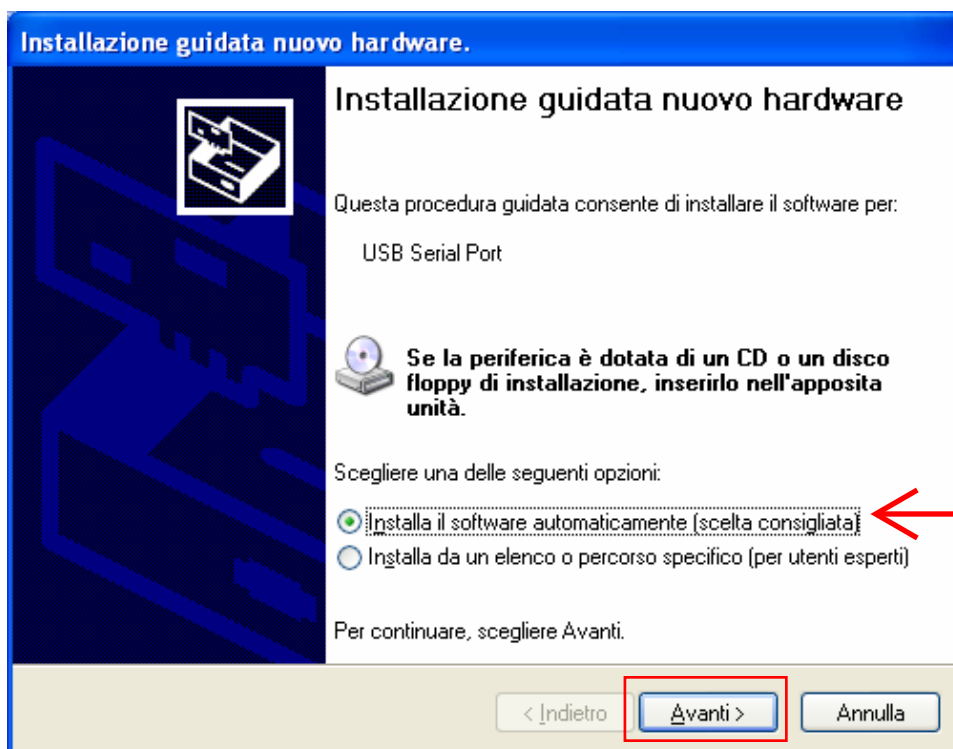 Installazione guidata nuovo hardware.
Installazione guidata nuovo hardware
Questa procedura guidata consente di installare il software per:
USB Serial Port
Se la periferica è dotata di un CD o un disco
floppy di installazione, inserirlo nell'apposita
unità.
Scegliere una delle seguenti opzioni:
Installa il software automaticamente (scelta consigliata)
Installa da un elenco o percorso specifico (per utenti esperti)
Per continuare, scegliere Avanti.
< Indietro
Avanti >
Annulla